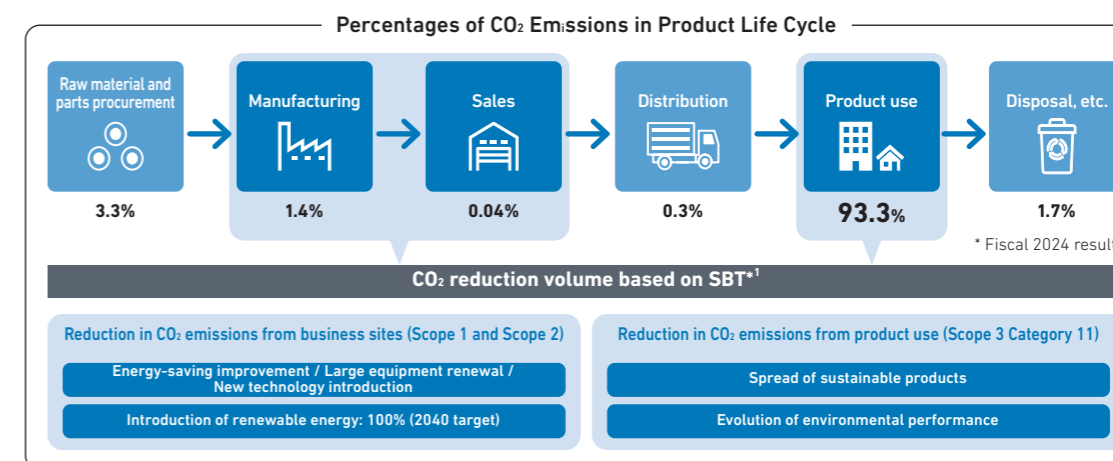 Percentages of CO₂ Emissions in Product Life Cycle
Raw material and
parts procurement
Manufacturing
Sales
Distribution
Product use
Disposal, etc.
3.3%
1.4%
0.04%
0.3%
93.3%
1.7%
* Fiscal 2024 result
CO₂ reduction volume based on SBT*¹
Reduction in CO₂ emissions from business sites (Scope 1 and Scope 2)
Energy-saving improvement / Large equipment renewal /
New technology introduction
Introduction of renewable energy: 100% (2040 target)
Reduction in CO₂ emissions from product use (Scope 3 Category 11)
Spread of sustainable products
Evolution of environmental performance